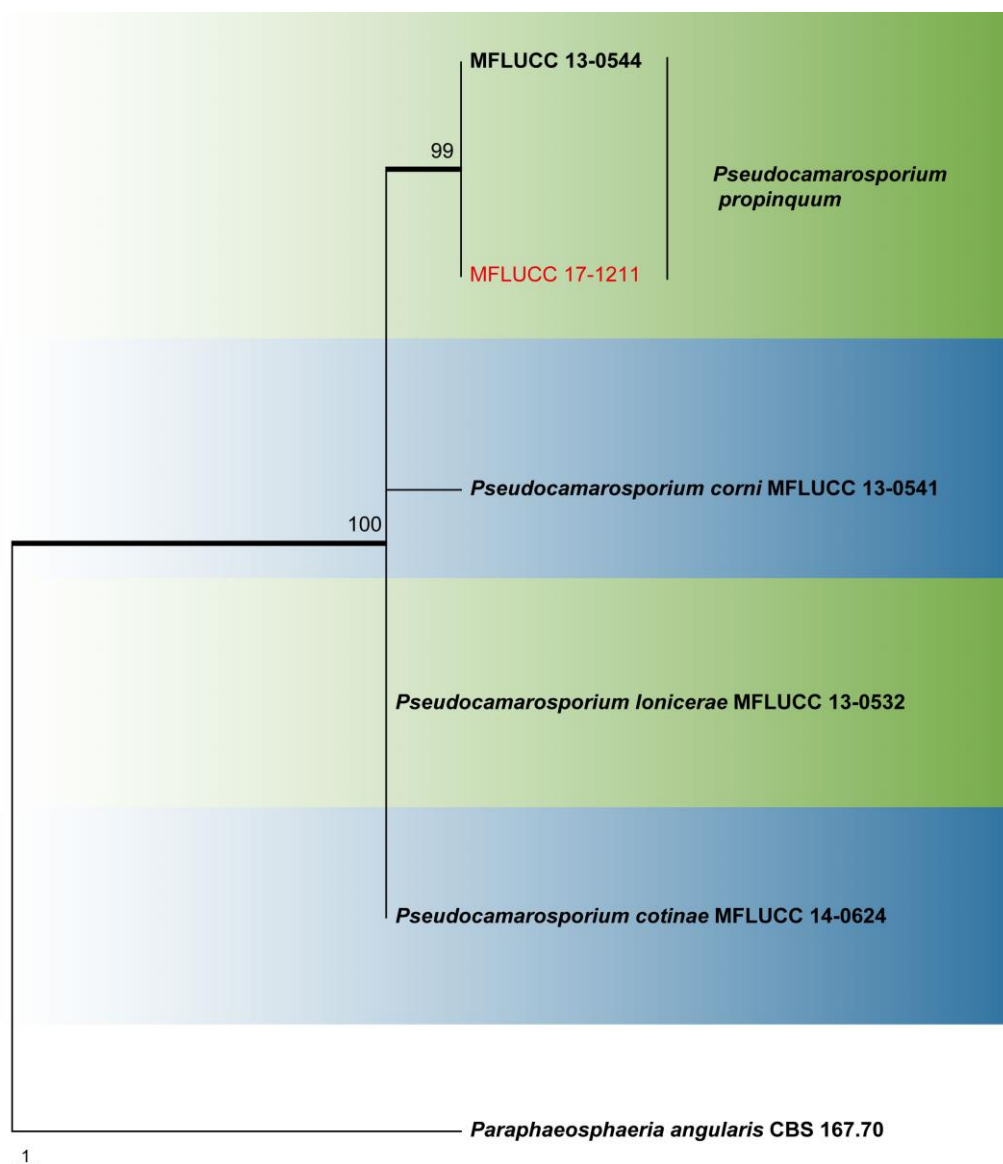 MFLUCC 13-0544
99
Pseudocamarosporium
propinquum
MFLUCC 17-1211
Pseudocamarosporium corni MFLUCC 13-0541
100
Pseudocamarosporium lonicerae MFLUCC 13-0532
Pseudocamarosporium cotinae MFLUCC 14-0624
Paraphaeosphaeria angularis CBS 167.70
1